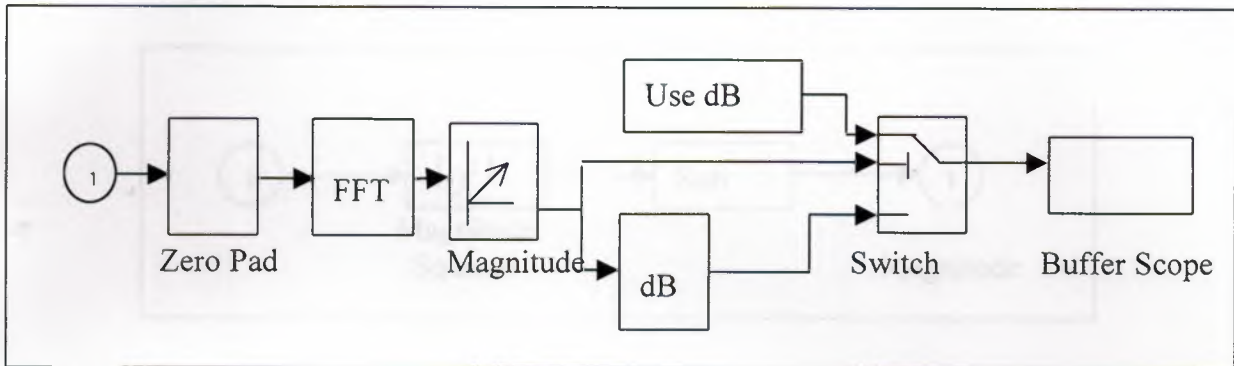 Use dB
1
FFT
Zero Pad
Magnitude
dB
Switch
Buffer Scope